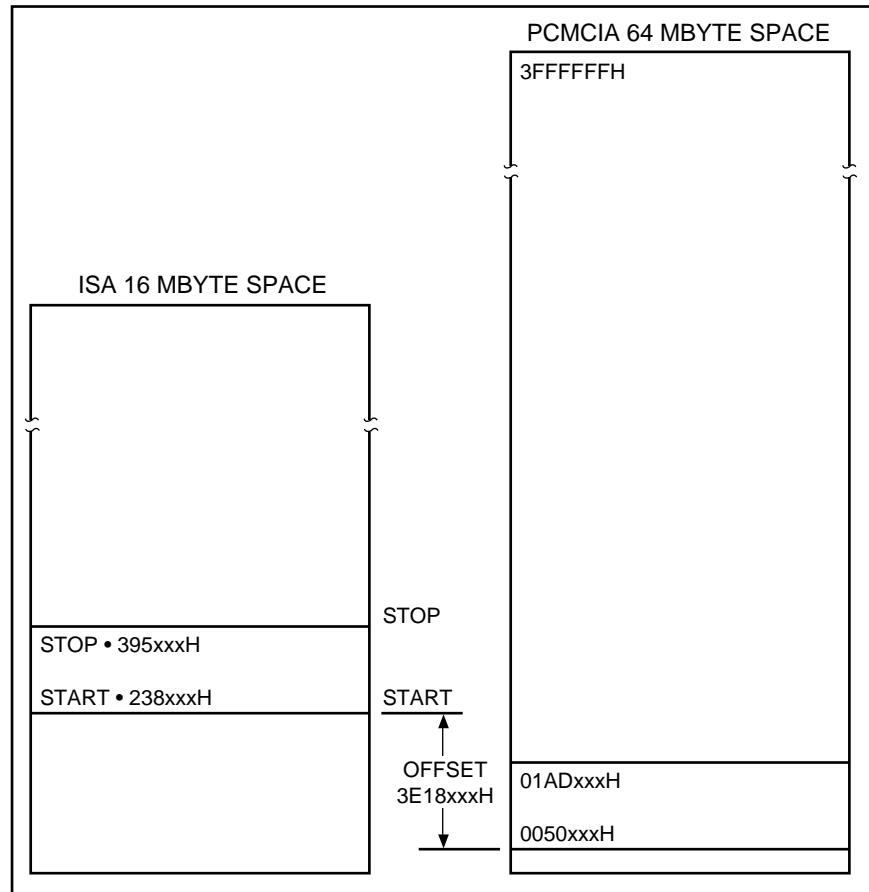 PCMCIA 64 MBYTE SPACE
3FFFFFFH
ISA 16 MBYTE SPACE
STOP
STOP • 395xxxH
START • 238xxxH
START
OFFSET
3E18xxxH
01ADxxxH
0050xxxH